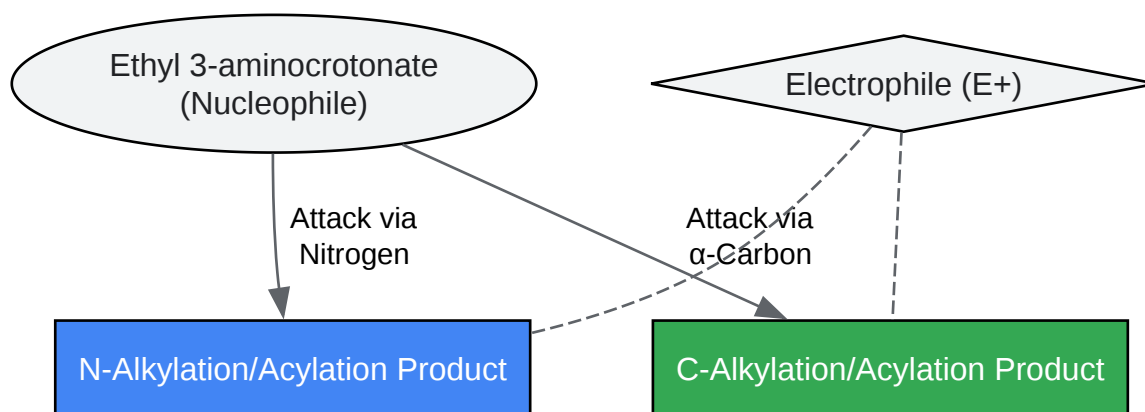 Ethyl 3-aminocrotonate
(Nucleophile)
Electrophile (E+)
Attack via
Nitrogen
Attack via
α-Carbon
N-Alkylation/Acylation Product
C-Alkylation/Acylation Product